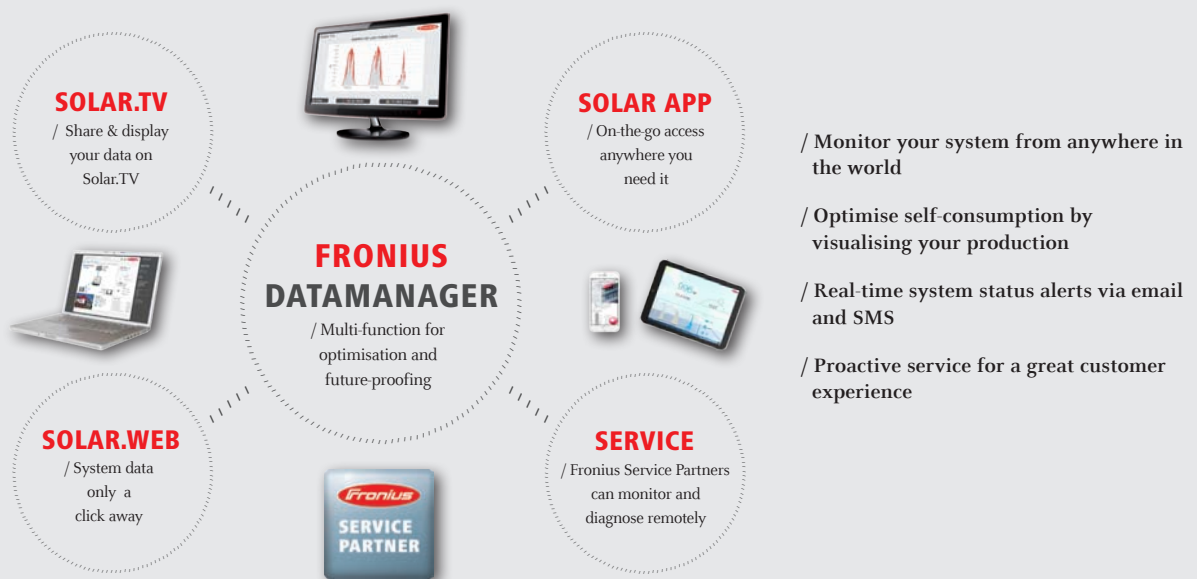 SOLAR.TV
/ Share & display
your data on
Solar.TV
SOLAR APP
/ On-the-go access
anywhere you
need it
FRONIUS
DATAMANAGER
/ Multi-function for
optimisation and
future-proofing
SOLAR.WEB
/ System data
only a
click away
SERVICE
/ Fronius Service Partners
can monitor and
diagnose remotely
Fronius
SERVICE
PARTNER
/ Monitor your system from anywhere in
the world
/ Optimise self-consumption by
visualising your production
/ Real-time system status alerts via email
and SMS
/ Proactive service for a great customer
experience